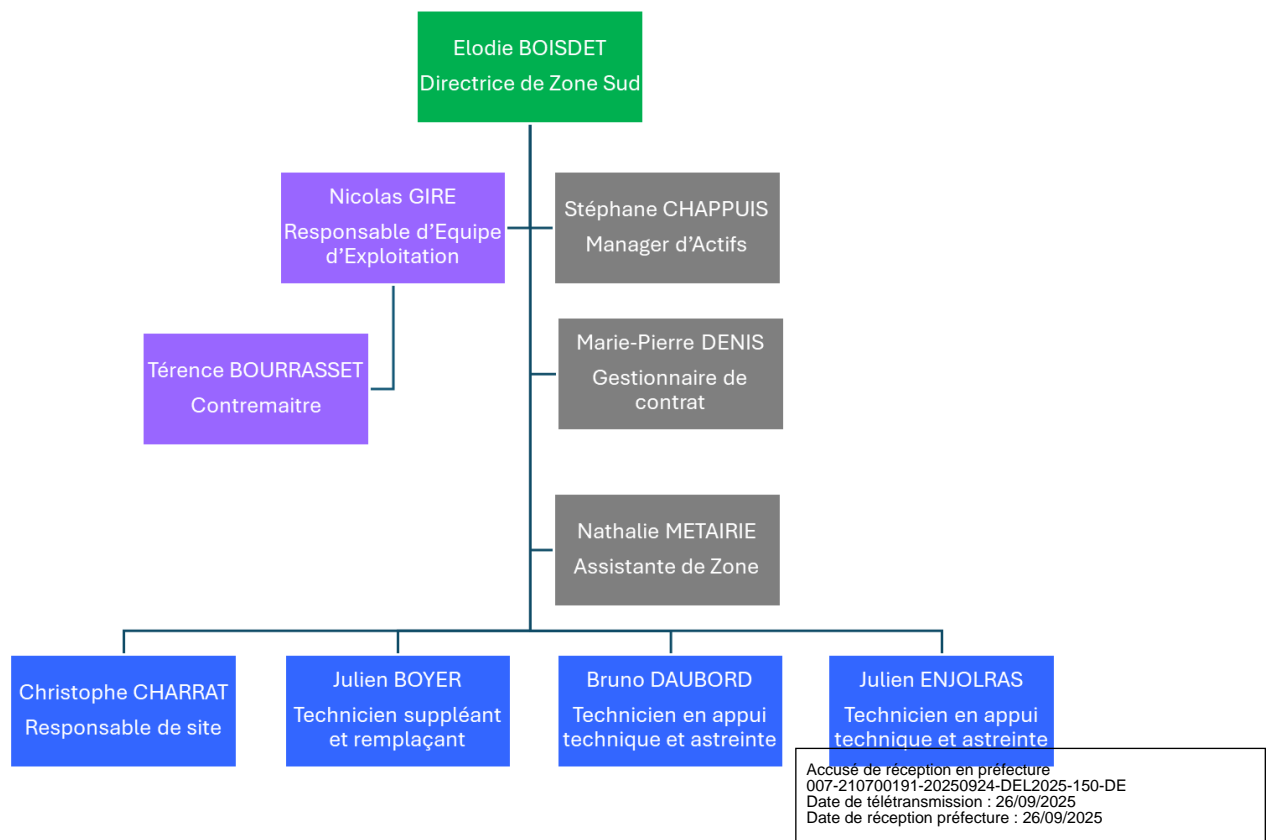 Elodie BOISDET
Directrice de Zone Sud
Nicolas GIRE
Responsable d’Equipe
d’Exploitation
Stéphane CHAPPUIS
Manager d’Actifs
Térence BOURRASSET
Contremaitre
Marie-Pierre DENIS
Gestionnaire de
contrat
Nathalie METAIRIE
Assistante de Zone
Christophe CHARRAT
Responsable de site
Julien BOYER
Technicien suppléant
et remplaçant
Bruno DAUBORD
Technicien en appui
technique et astreinte
Julien ENJOLRAS
Technicien en appui
technique et astreinte
Accusé de réception en préfecture
007-210700191-20250924-DEL2025-150-DE
Date de télétransmission : 26/09/2025
Date de réception préfecture : 26/09/2025